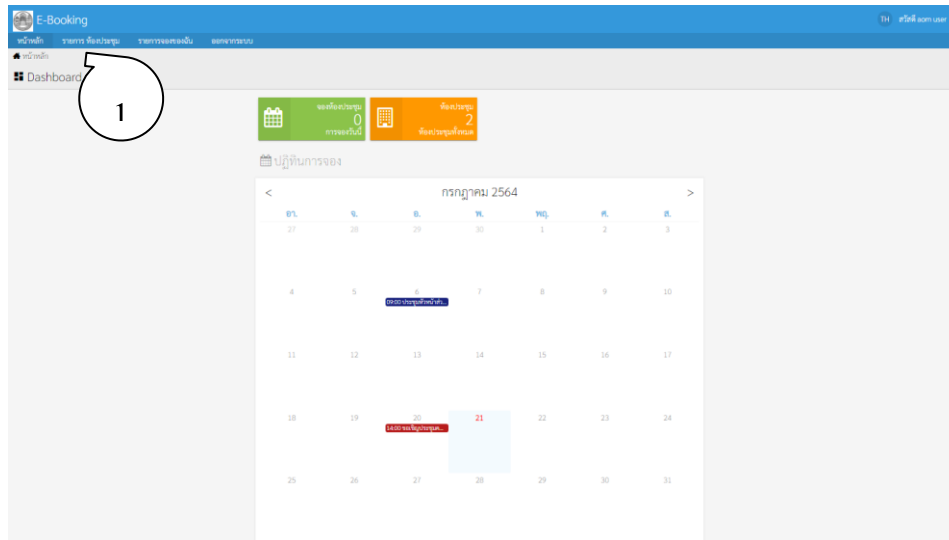 E-Booking
TH สวัสดี aom user
หน้าหลัก รายการ ห้องประชุม รายการจองของฉัน ออกจากระบบ
หน้าหลัก
Dashboard
1
จองห้องประชุม
0
การจองวันนี้
ห้องประชุม
2
ห้องประชุมทั้งหมด
ปฏิทินการจอง
< กรกฎาคม 2564 >
อา. จ. อ. พ. พฤ. ศ. ส.
27 28 29 30 1 2 3
4 5 6 7 8 9 10
09:00 ประชุมหัวหน้าสำ...
11 12 13 14 15 16 17
18 19 20 21 22 23 24
14:00 ขอเชิญประชุมค...
25 26 27 28 29 30 31